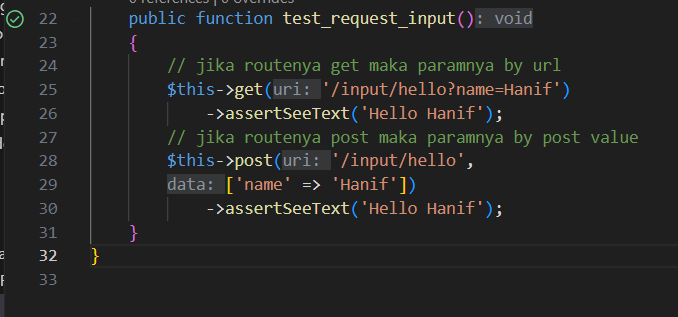 0 references | 0 overrides
22 public function test_request_input(): void
23 {
24 // jika routenya get maka paramnya by url
25 $this->get(uri: '/input/hello?name=Hanif')
26 ->assertSeeText('Hello Hanif');
27 // jika routenya post maka paramnya by post value
28 $this->post(uri: '/input/hello',
29 data: ['name' => 'Hanif'])
30 ->assertSeeText('Hello Hanif');
31 }
32 }
33